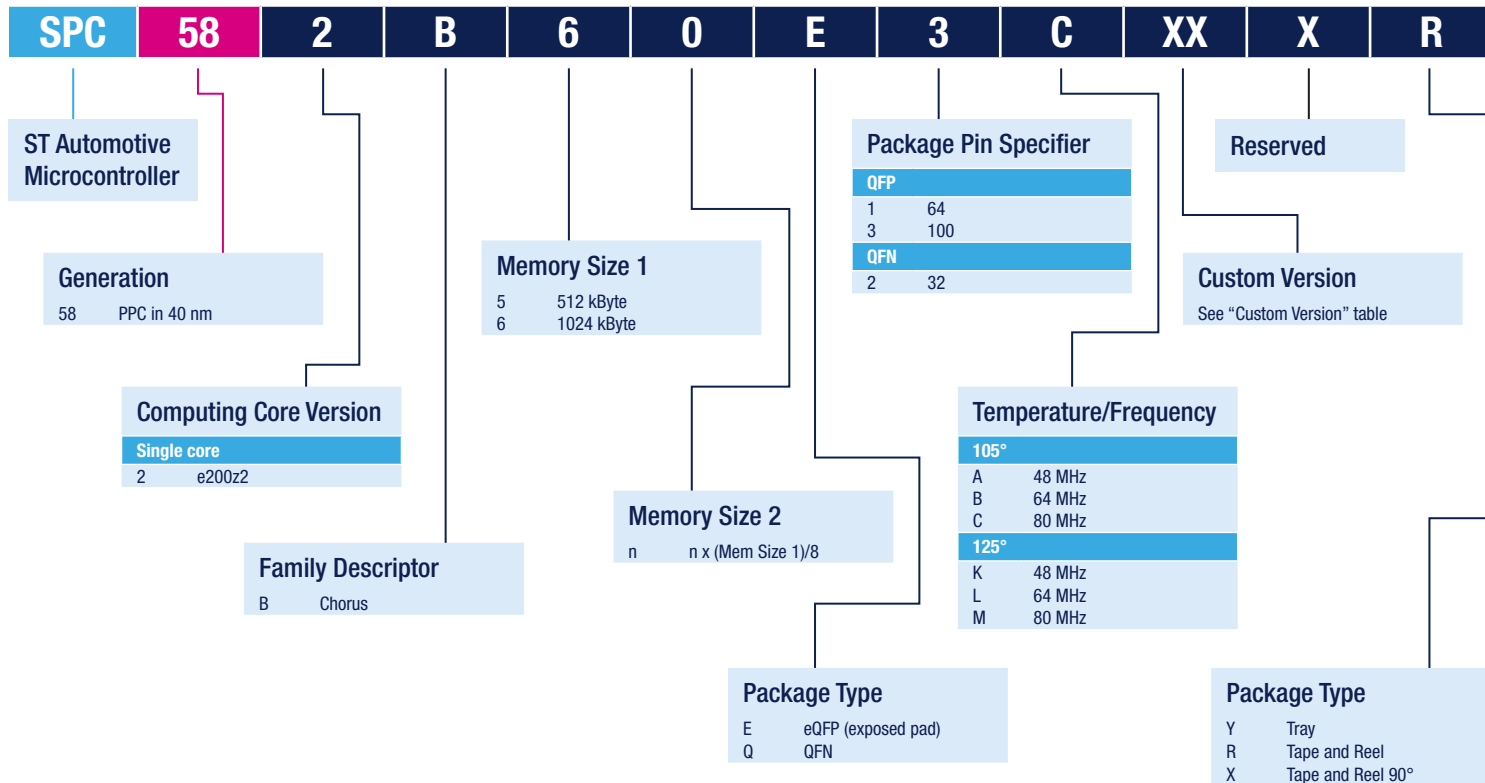 SPC 58 2 B 6 0 E 3 C XX X R
ST Automotive
Microcontroller
Generation
58 PPC in 40 nm
Computing Core Version
Single core
2 e200z2
Family Descriptor
B Chorus
Memory Size 1
5 512 kByte
6 1024 kByte
Memory Size 2
n n x (Mem Size 1)/8
Package Type
E eQFP (exposed pad)
Q QFN
Package Pin Specifier
QFP
1 64
3 100
QFN
2 32
Temperature/Frequency
105°
A 48 MHz
B 64 MHz
C 80 MHz
125°
K 48 MHz
L 64 MHz
M 80 MHz
Custom Version
See “Custom Version” table
Reserved
Package Type
Y Tray
R Tape and Reel
X Tape and Reel 90°